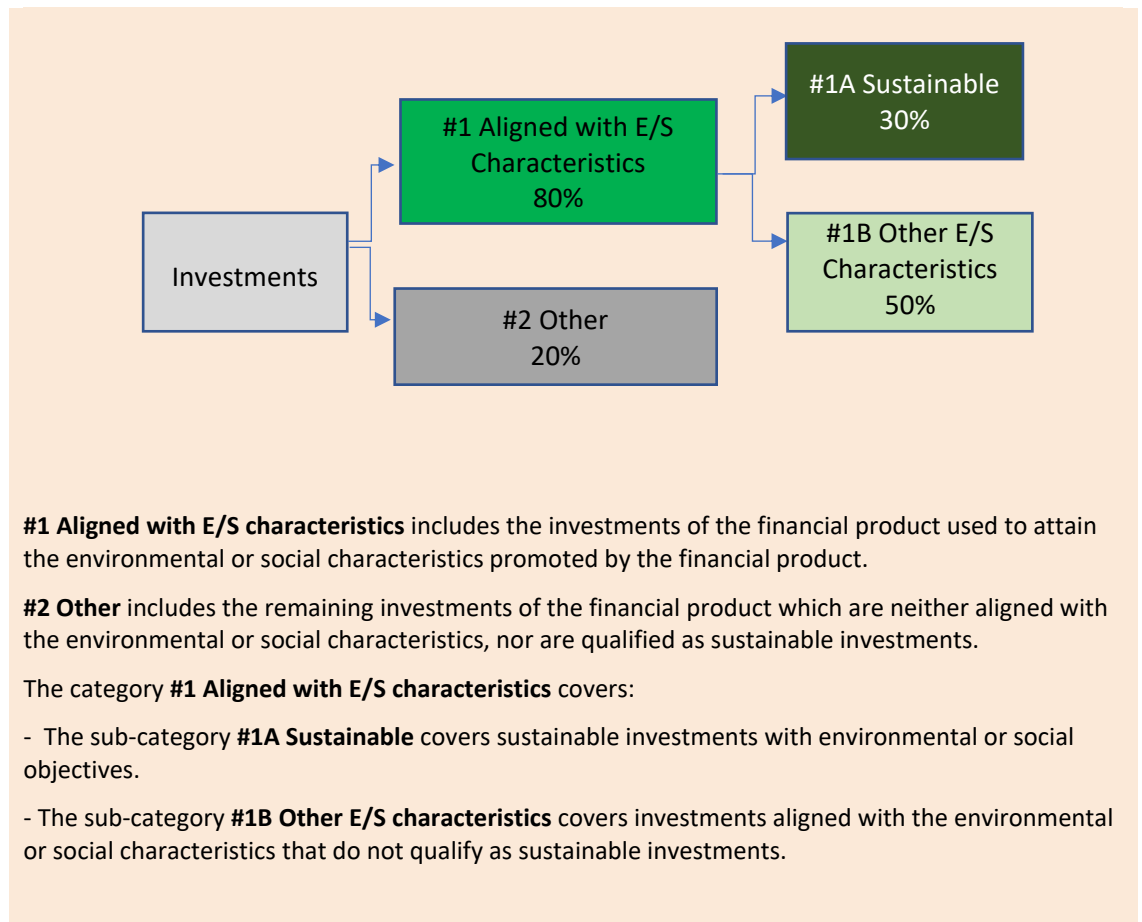 #1A Sustainable
30%
#1 Aligned with E/S
Characteristics
80%
#1B Other E/S
Characteristics
50%
Investments
#2 Other
20%
#1 Aligned with E/S characteristics includes the investments of the financial product used to attain
the environmental or social characteristics promoted by the financial product.
#2 Other includes the remaining investments of the financial product which are neither aligned with
the environmental or social characteristics, nor are qualified as sustainable investments.
The category #1 Aligned with E/S characteristics covers:
- The sub-category #1A Sustainable covers sustainable investments with environmental or social
objectives.
- The sub-category #1B Other E/S characteristics covers investments aligned with the environmental
or social characteristics that do not qualify as sustainable investments.